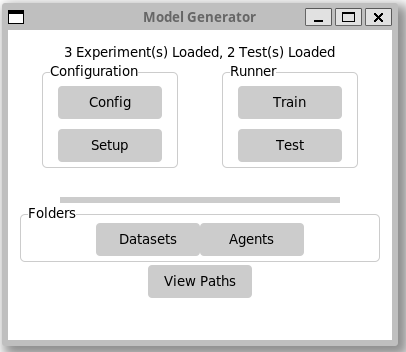 Model Generator
3 Experiment(s) Loaded, 2 Test(s) Loaded
Configuration
Runner
Config
Train
Setup
Test
Folders
Datasets
Agents
View Paths